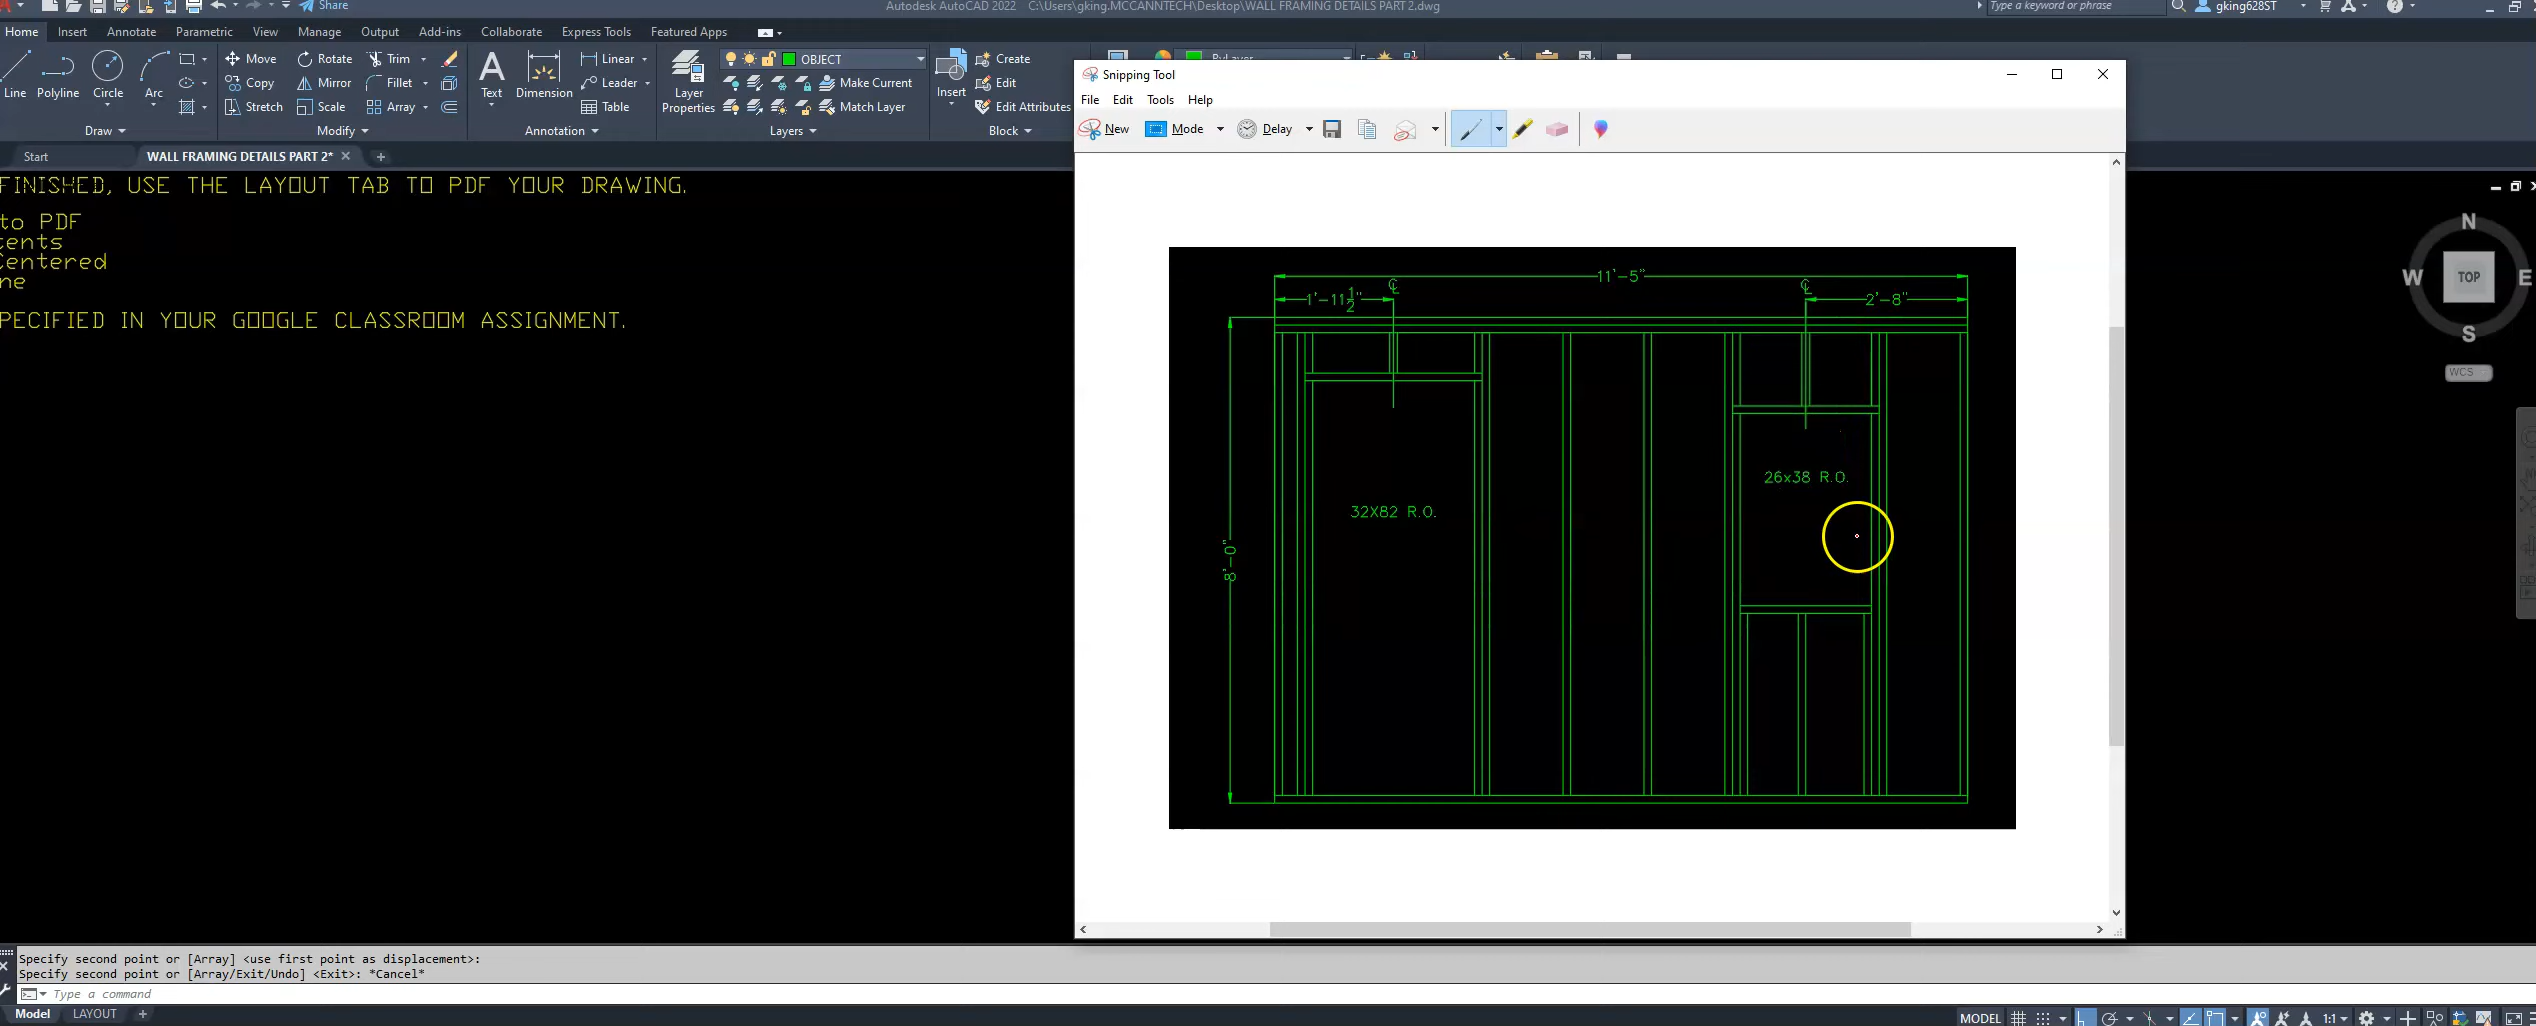 Share
Autodesk AutoCAD 2022 C:\Users\gking.MCCANNTECH\Desktop\WALL FRAMING DETAILS PART 2.dwg
Type a keyword or phrase
gking628ST
Home Insert Annotate Parametric View Manage Output Add-ins Collaborate Express Tools Featured Apps
Line Polyline Circle Arc
Move Rotate Trim
Copy Mirror Fillet
Stretch Scale Array
Text Dimension
Linear
Leader
Table
Layer Properties
OBJECT
Make Current
Match Layer
Insert
Create
Edit
Edit Attributes
Draw Modify Annotation Layers Block
Start WALL FRAMING DETAILS PART 2*
FINISHED, USE THE LAYOUT TAB TO PDF YOUR DRAWING.
to PDF
tents
Centered
ne
PECIFIED IN YOUR GOOGLE CLASSROOM ASSIGNMENT.
Snipping Tool
File Edit Tools Help
New Mode Delay
11'-5"
1'-11 1/2" ℄ ℄ 2'-8"
26x38 R.O.
32X82 R.O.
8'-0"
N
W TOP E
S
WCS
Specify second point or [Array] <use first point as displacement>:
Specify second point or [Array/Exit/Undo] <Exit>: *Cancel*
Type a command
Model LAYOUT
MODEL 1:1